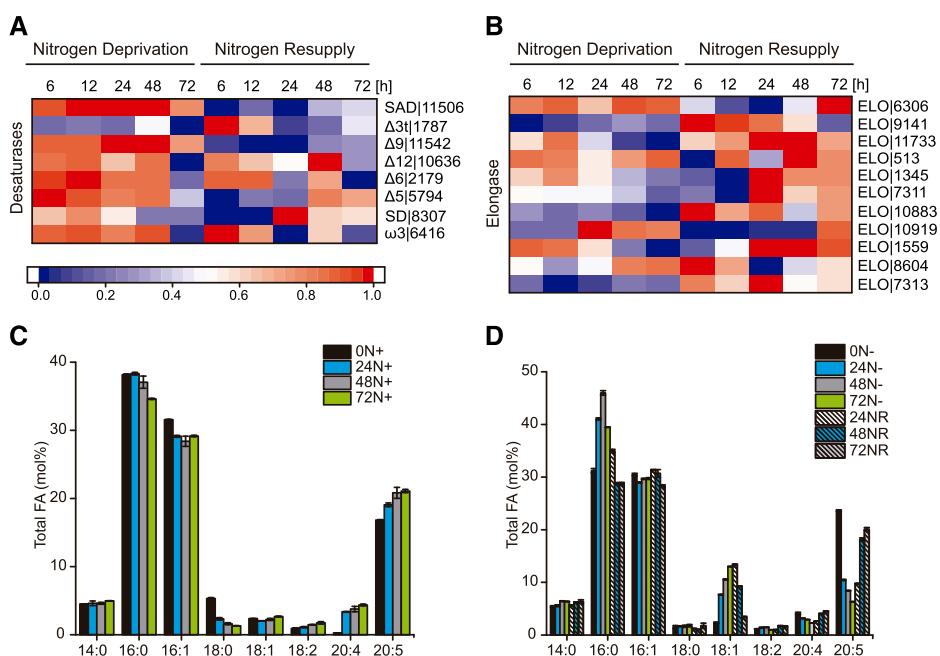 A
Nitrogen Deprivation Nitrogen Resupply
6 12 24 48 72 6 12 24 48 72 [h]
Desaturases
SAD|11506
Δ3t|1787
Δ9|11542
Δ12|10636
Δ6|2179
Δ5|5794
SD|8307
ω3|6416
0.0 0.2 0.4 0.6 0.8 1.0
B
Nitrogen Deprivation Nitrogen Resupply
6 12 24 48 72 6 12 24 48 72 [h]
Elongase
ELO|6306
ELO|9141
ELO|11733
ELO|513
ELO|1345
ELO|7311
ELO|10883
ELO|10919
ELO|1559
ELO|8604
ELO|7313
C
Total FA (mol%)
40
30
20
10
0
0N+
24N+
48N+
72N+
14:0 16:0 16:1 18:0 18:1 18:2 20:4 20:5
D
Total FA (mol%)
50
40
30
20
10
0
0N-
24N-
48N-
72N-
24NR
48NR
72NR
14:0 16:0 16:1 18:0 18:1 18:2 20:4 20:5